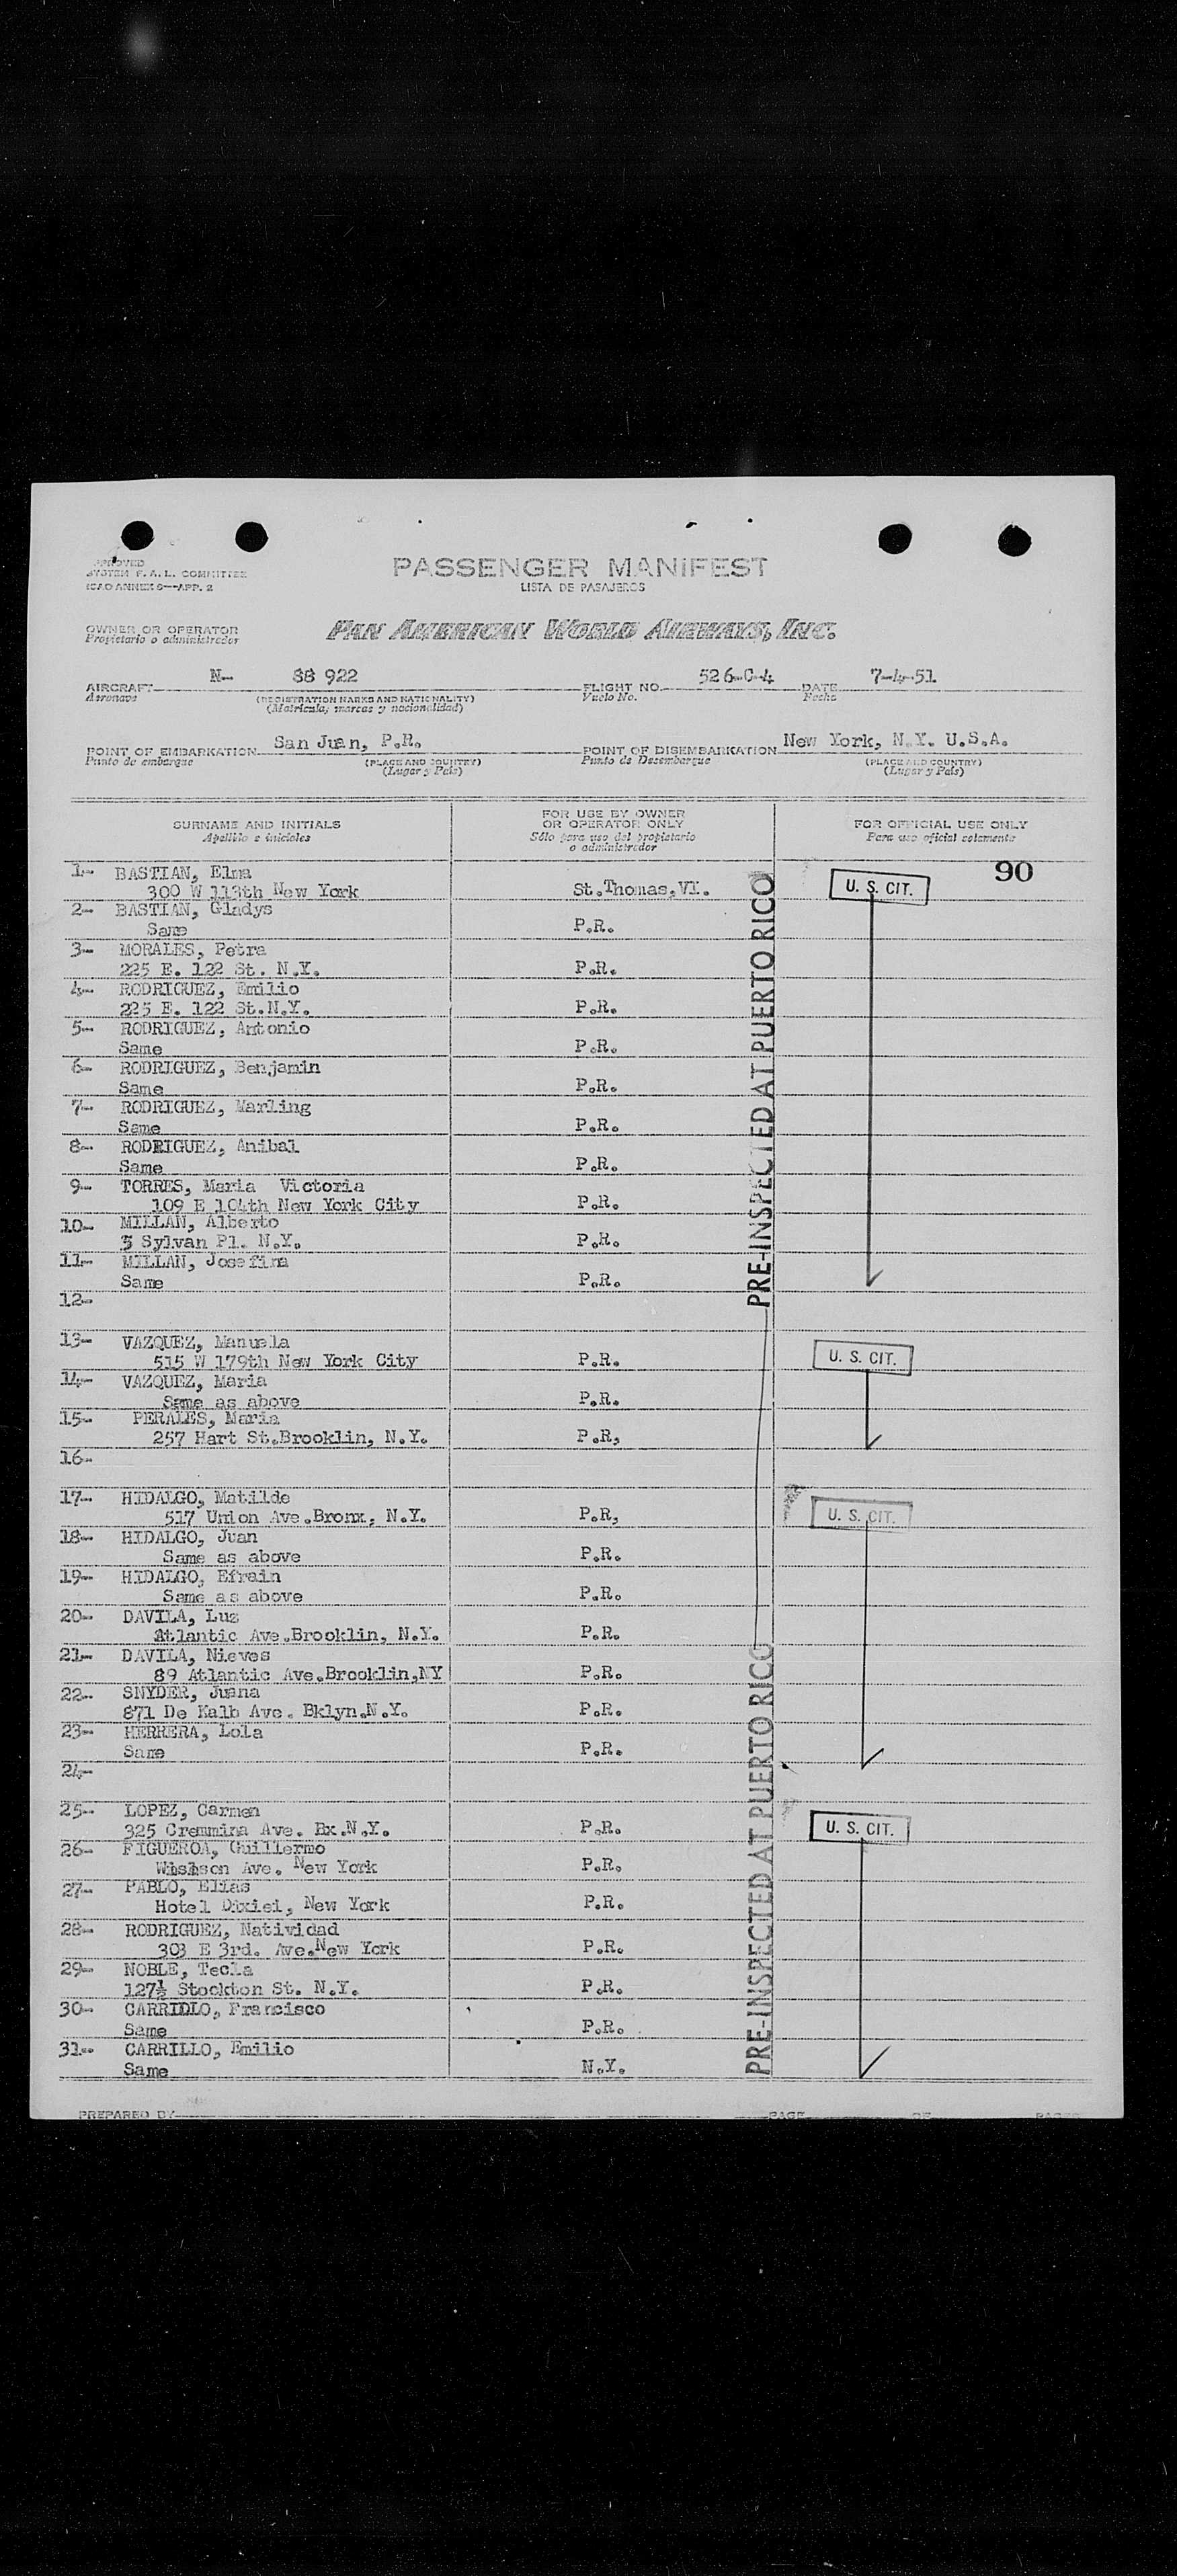 APPROVED
SYSTEM F.A.L. COMMITTEE
ICAO ANNEX 9—APP. 2
PASSENGER MANIFEST
LISTA DE PASAJEROS
OWNER OR OPERATOR
Propietario o administrador
PAN AMERICAN WORLD AIRWAYS, INC.
AIRCRAFT N- 88 922 FLIGHT NO. 526-C-4 DATE 7-4-51
Aeronave (REGISTRATION MARKS AND NATIONALITY) Vuelo No. Fecha
(Matricula, marcas y nacionalidad)
POINT OF EMBARKATION San Juan, P.R. POINT OF DISEMBARKATION New York, N.Y. U.S.A.
Punto de embarque (PLACE AND COUNTRY) Punto de Desembarque (PLACE AND COUNTRY)
(Lugar y País) (Lugar y País)
SURNAME AND INITIALS
Apellido e iniciales
FOR USE BY OWNER
OR OPERATOR ONLY
Sólo para uso del propietario
o administrador
FOR OFFICIAL USE ONLY
Para uso oficial solamente
90
1- BASTIAN, Elna
300 W 113th New York St.Thomas,VI. U. S. CIT.
2- BASTIAN, Gladys
Same P.R.
3- MORALES, Petra
225 E. 122 St. N.Y. P.R.
4- RODRIGUEZ, Emilio
225 E. 122 St.N.Y. P.R.
5- RODRIGUEZ, Antonio
Same P.R.
6- RODRIGUEZ, Benjamin
Same P.R.
7- RODRIGUEZ, Marling
Same P.R.
8- RODRIGUEZ, Anibal
Same P.R.
9- TORRES, Maria Victoria
109 E 104th New York City P.R.
10- MILLAN, Alberto
3 Sylvan Pl. N.Y. P.R.
11- MILLAN, Josefina
Same P.R.
PRE-INSPECTED AT PUERTO RICO
12-
13- VAZQUEZ, Manuela
515 W 179th New York City P.R. U. S. CIT.
14- VAZQUEZ, Maria
Same as above P.R.
15- PERALES, Maria
257 Hart St.Brooklin, N.Y. P.R,
16-
17- HIDALGO, Matilde
517 Union Ave.Bronx, N.Y. P.R, U. S. CIT.
18- HIDALGO, Juan
Same as above P.R.
19- HIDALGO, Efrain
Same as above P.R.
20- DAVILA, Luz
Atlantic Ave.Brooklin, N.Y. P.R.
21- DAVILA, Nieves
89 Atlantic Ave.Brooklin,NY P.R.
22- SNYDER, Juana
871 De Kalb Ave. Bklyn.N.Y. P.R.
23- HERRERA, Lola
Same P.R.
24-
25- LOPEZ, Carmen
325 Cremmina Ave. Bx.N.Y. P.R. U. S. CIT.
26- FIGUEROA, Guillermo
Ave. New York P.R.
27- PABLO, Elias
Hotel Dixiei, New York P.R.
28- RODRIGUEZ, Natividad
303 E 3rd. Ave.New York P.R.
29- NOBLE, Tecla
127½ Stockton St. N.Y. P.R.
30- CARRIDLO, Francisco
Same P.R.
31- CARRILLO, Emilio
Same N.Y.
PRE-INSPECTED AT PUERTO RICO
PREPARED BY PAGE OF PAGES